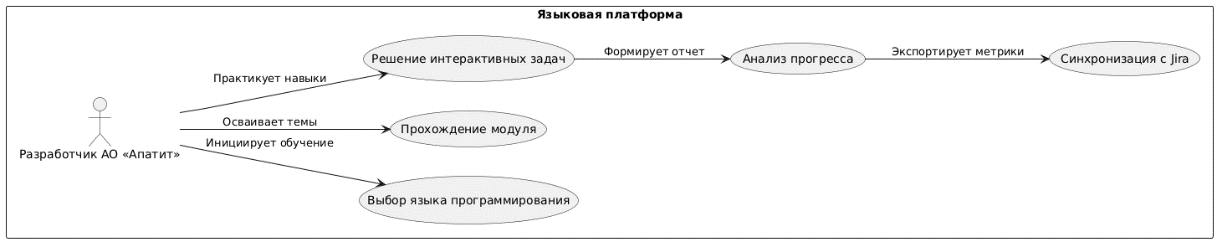 Языковая платформа
Решение интерактивных задач
Формирует отчет
Анализ прогресса
Экспортирует метрики
Синхронизация с Jira
Практикует навыки
Осваивает темы
Прохождение модуля
Инициирует обучение
Разработчик АО «Апатит»
Выбор языка программирования